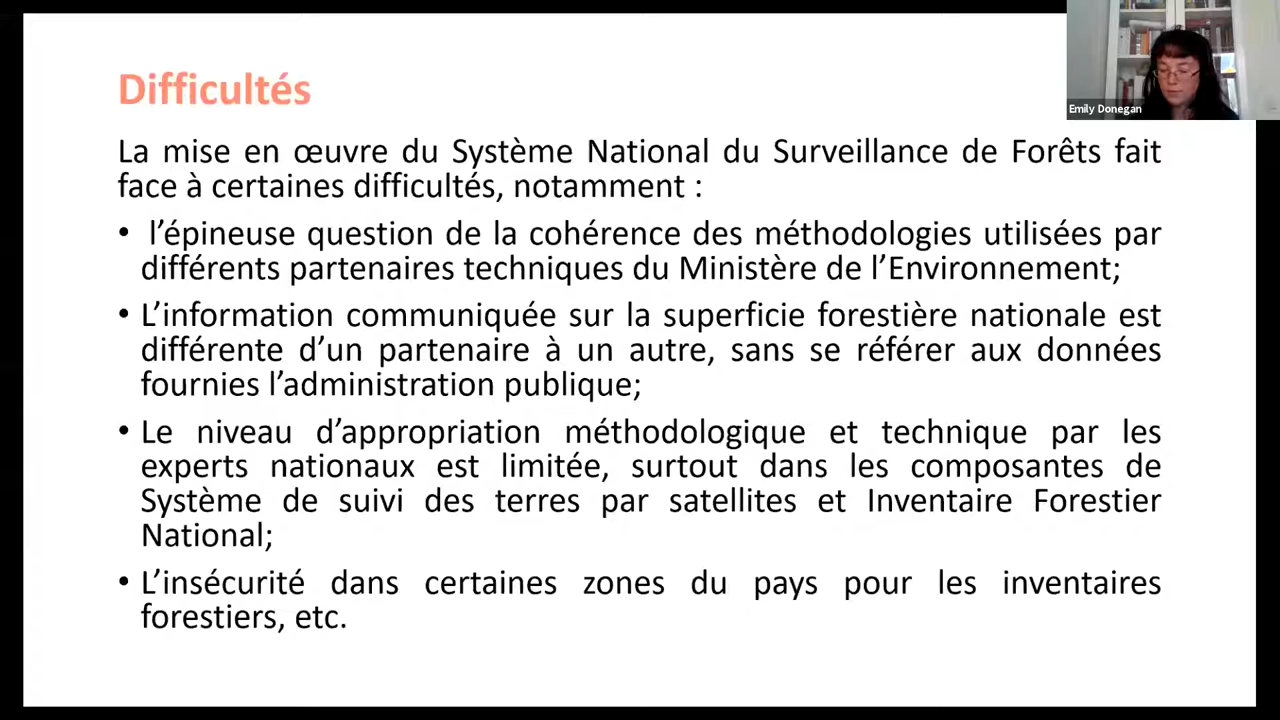 Difficultés
Emily Donegan
La mise en œuvre du Système National du Surveillance de Forêts fait
face à certaines difficultés, notamment :
• l’épineuse question de la cohérence des méthodologies utilisées par
différents partenaires techniques du Ministère de l’Environnement;
• L’information communiquée sur la superficie forestière nationale est
différente d’un partenaire à un autre, sans se référer aux données
fournies l’administration publique;
• Le niveau d’appropriation méthodologique et technique par les
experts nationaux est limitée, surtout dans les composantes de
Système de suivi des terres par satellites et Inventaire Forestier
National;
• L’insécurité dans certaines zones du pays pour les inventaires
forestiers, etc.